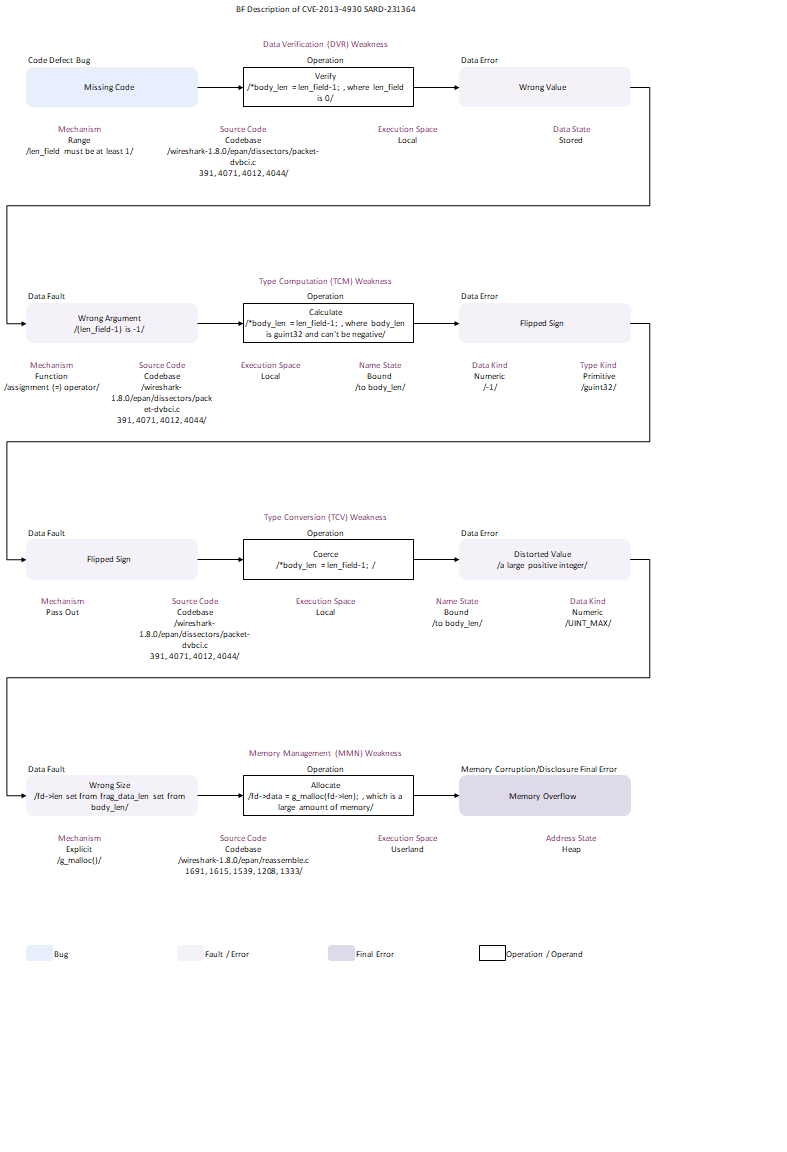 BF Description of CVE-2013-4930 SARD-231364
Data Verification (DVR) Weakness
Code Defect Bug
Operation
Data Error
Missing Code
Verify
/*body_len = len_field-1; , where len_field
is 0/
Wrong Value
Mechanism
Range
/len_field must be at least 1/
Source Code
Codebase
/wireshark-1.8.0/epan/dissectors/packet-
dvbci.c
391, 4071, 4012, 4044/
Execution Space
Local
Data State
Stored
Type Computation (TCM) Weakness
Data Fault
Operation
Data Error
Wrong Argument
/(len_field-1) is -1/
Calculate
/*body_len = len_field-1; , where body_len
is guint32 and can't be negative/
Flipped Sign
Mechanism
Function
/assignment (=) operator/
Source Code
Codebase
/wireshark-
1.8.0/epan/dissectors/pack
et-dvbci.c
391, 4071, 4012, 4044/
Execution Space
Local
Name State
Bound
/to body_len/
Data Kind
Numeric
/-1/
Type Kind
Primitive
/guint32/
Type Conversion (TCV) Weakness
Data Fault
Operation
Data Error
Flipped Sign
Coerce
/*body_len = len_field-1; /
Distorted Value
/a large positive integer/
Mechanism
Pass Out
Source Code
Codebase
/wireshark-
1.8.0/epan/dissectors/packet-
dvbci.c
391, 4071, 4012, 4044/
Execution Space
Local
Name State
Bound
/to body_len/
Data Kind
Numeric
/UINT_MAX/
Memory Management (MMN) Weakness
Data Fault
Operation
Memory Corruption/Disclosure Final Error
Wrong Size
/fd->len set from frag_data_len set from
body_len/
Allocate
/fd->data = g_malloc(fd->len); , which is a
large amount of memory/
Memory Overflow
Mechanism
Explicit
/g_malloc()/
Source Code
Codebase
/wireshark-1.8.0/epan/reassemble.c
1691, 1615, 1539, 1208, 1333/
Execution Space
Userland
Address State
Heap
Bug
Fault / Error
Final Error
Operation / Operand